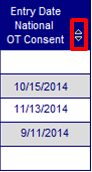 Entry Date
National
OT Consent
10/15/2014
11/13/2014
9/11/2014